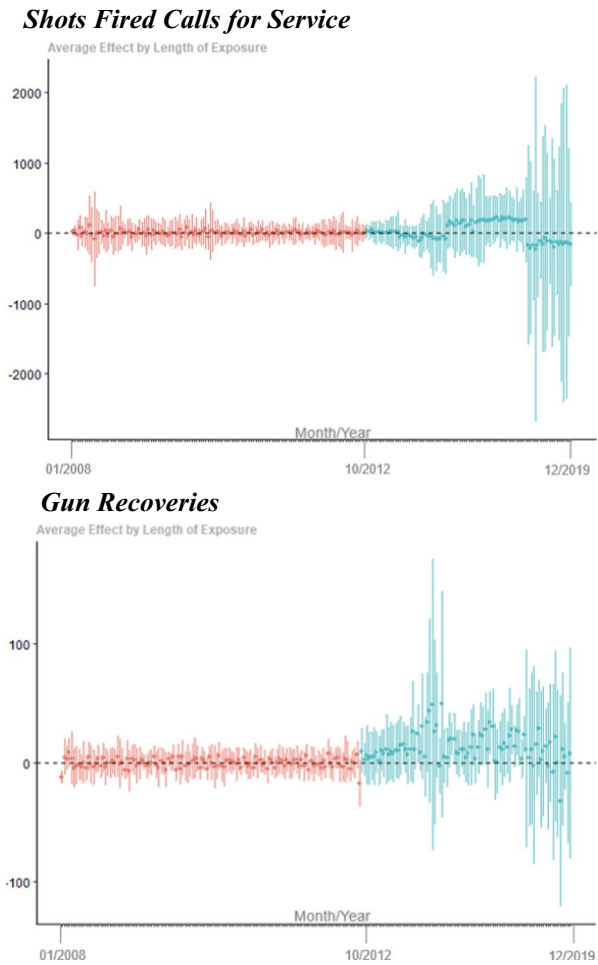 Shots Fired Calls for Service
Average Effect by Length of Exposure
2000
1000
0
-1000
-2000
Month/Year
01/2008 10/2012 12/2019
Gun Recoveries
Average Effect by Length of Exposure
100
0
-100
Month/Year
01/2008 10/2012 12/2019